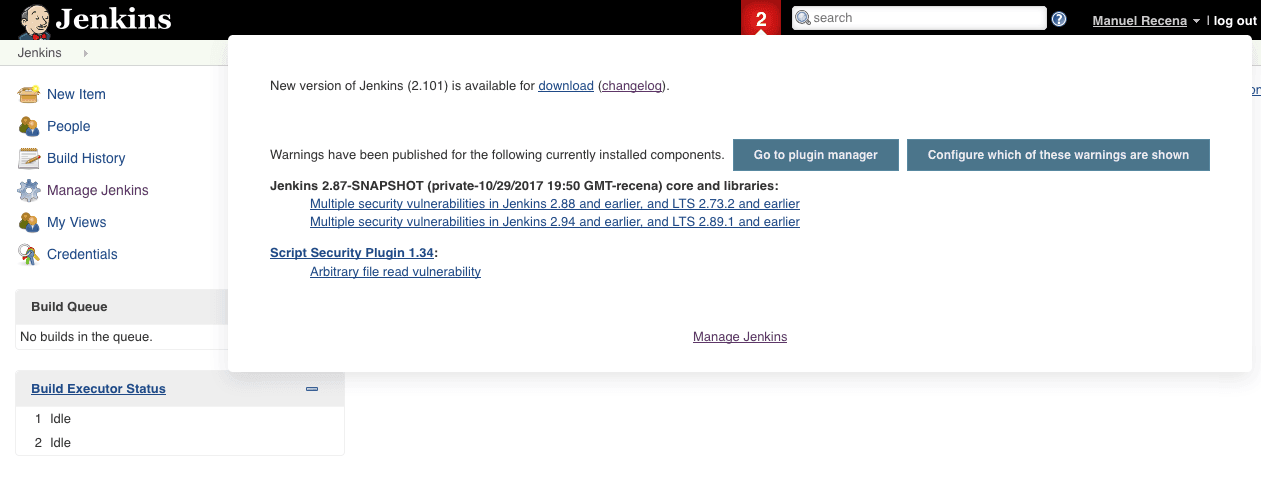 Jenkins
2
search
?
Manuel Recena
| log out
Jenkins
New version of Jenkins (2.101) is available for download (changelog).
New Item
People
Build History
Manage Jenkins
My Views
Credentials
Warnings have been published for the following currently installed components.
Go to plugin manager
Configure which of these warnings are shown
Jenkins 2.87-SNAPSHOT (private-10/29/2017 19:50 GMT-recena) core and libraries:
Multiple security vulnerabilities in Jenkins 2.88 and earlier, and LTS 2.73.2 and earlier
Multiple security vulnerabilities in Jenkins 2.94 and earlier, and LTS 2.89.1 and earlier
Script Security Plugin 1.34:
Arbitrary file read vulnerability
Manage Jenkins
Build Queue
No builds in the queue.
Build Executor Status
1 Idle
2 Idle